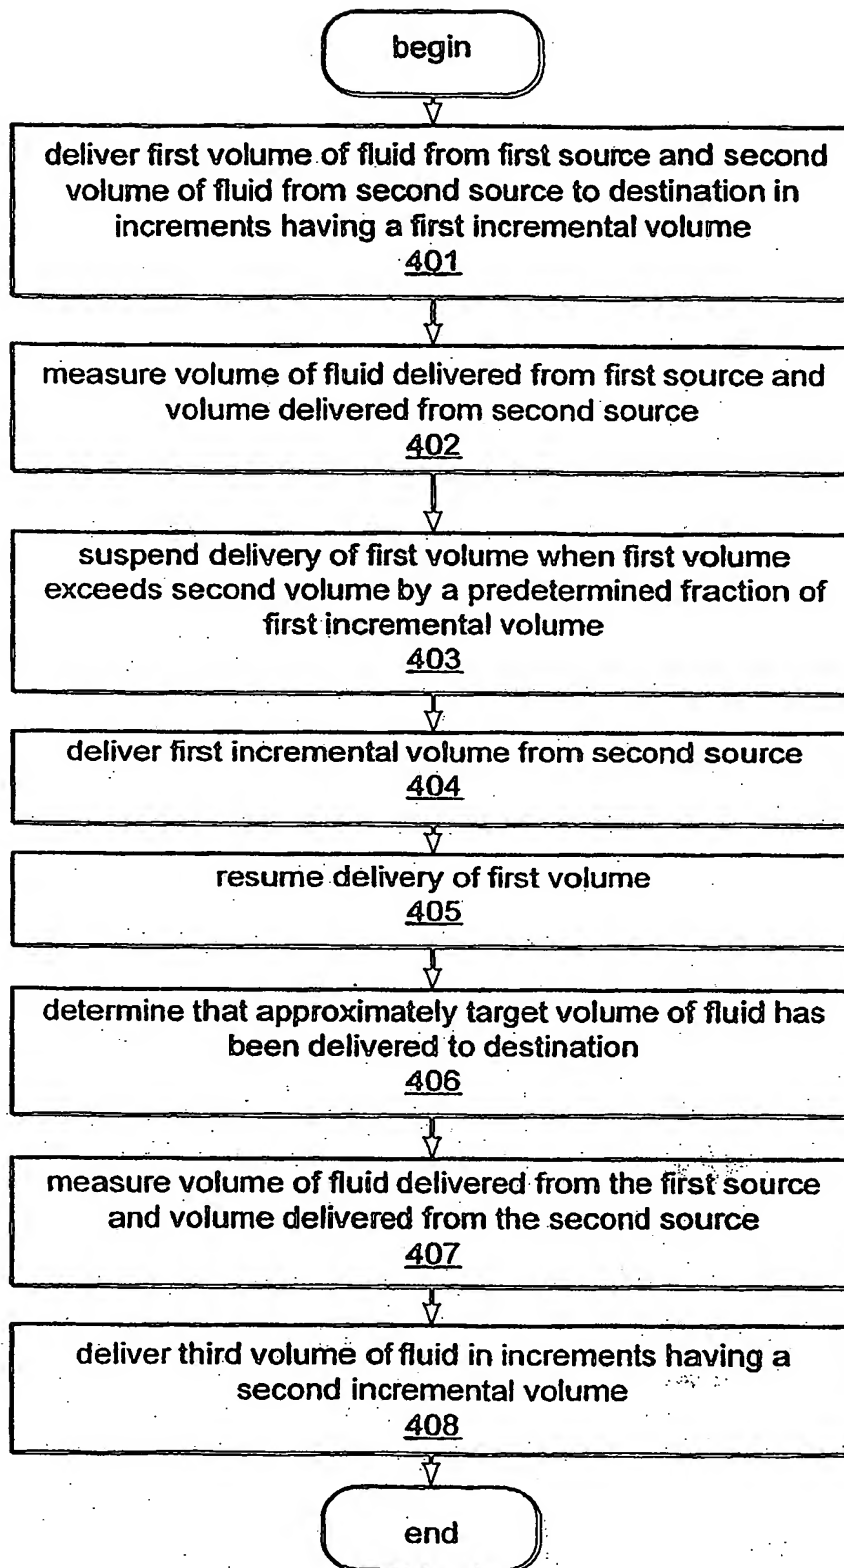 begin
deliver first volume of fluid from first source and second
volume of fluid from second source to destination in
increments having a first incremental volume
401
measure volume of fluid delivered from first source and
volume delivered from second source
402
suspend delivery of first volume when first volume
exceeds second volume by a predetermined fraction of
first incremental volume
403
deliver first incremental volume from second source
404
resume delivery of first volume
405
determine that approximately target volume of fluid has
been delivered to destination
406
measure volume of fluid delivered from the first source
and volume delivered from the second source
407
deliver third volume of fluid in increments having a
second incremental volume
408
end